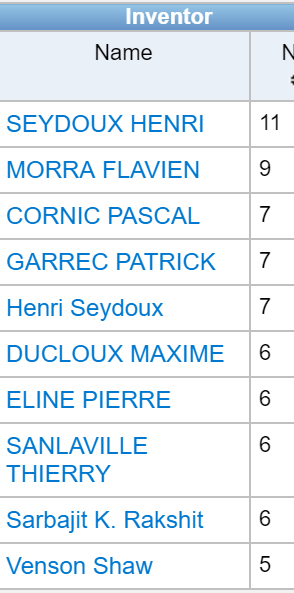 Inventor
Name N
SEYDOUX HENRI 11
MORRA FLAVIEN 9
CORNIC PASCAL 7
GARREC PATRICK 7
Henri Seydoux 7
DUCLOUX MAXIME 6
ELINE PIERRE 6
SANLAVILLE 6
THIERRY
Sarbajit K. Rakshit 6
Venson Shaw 5